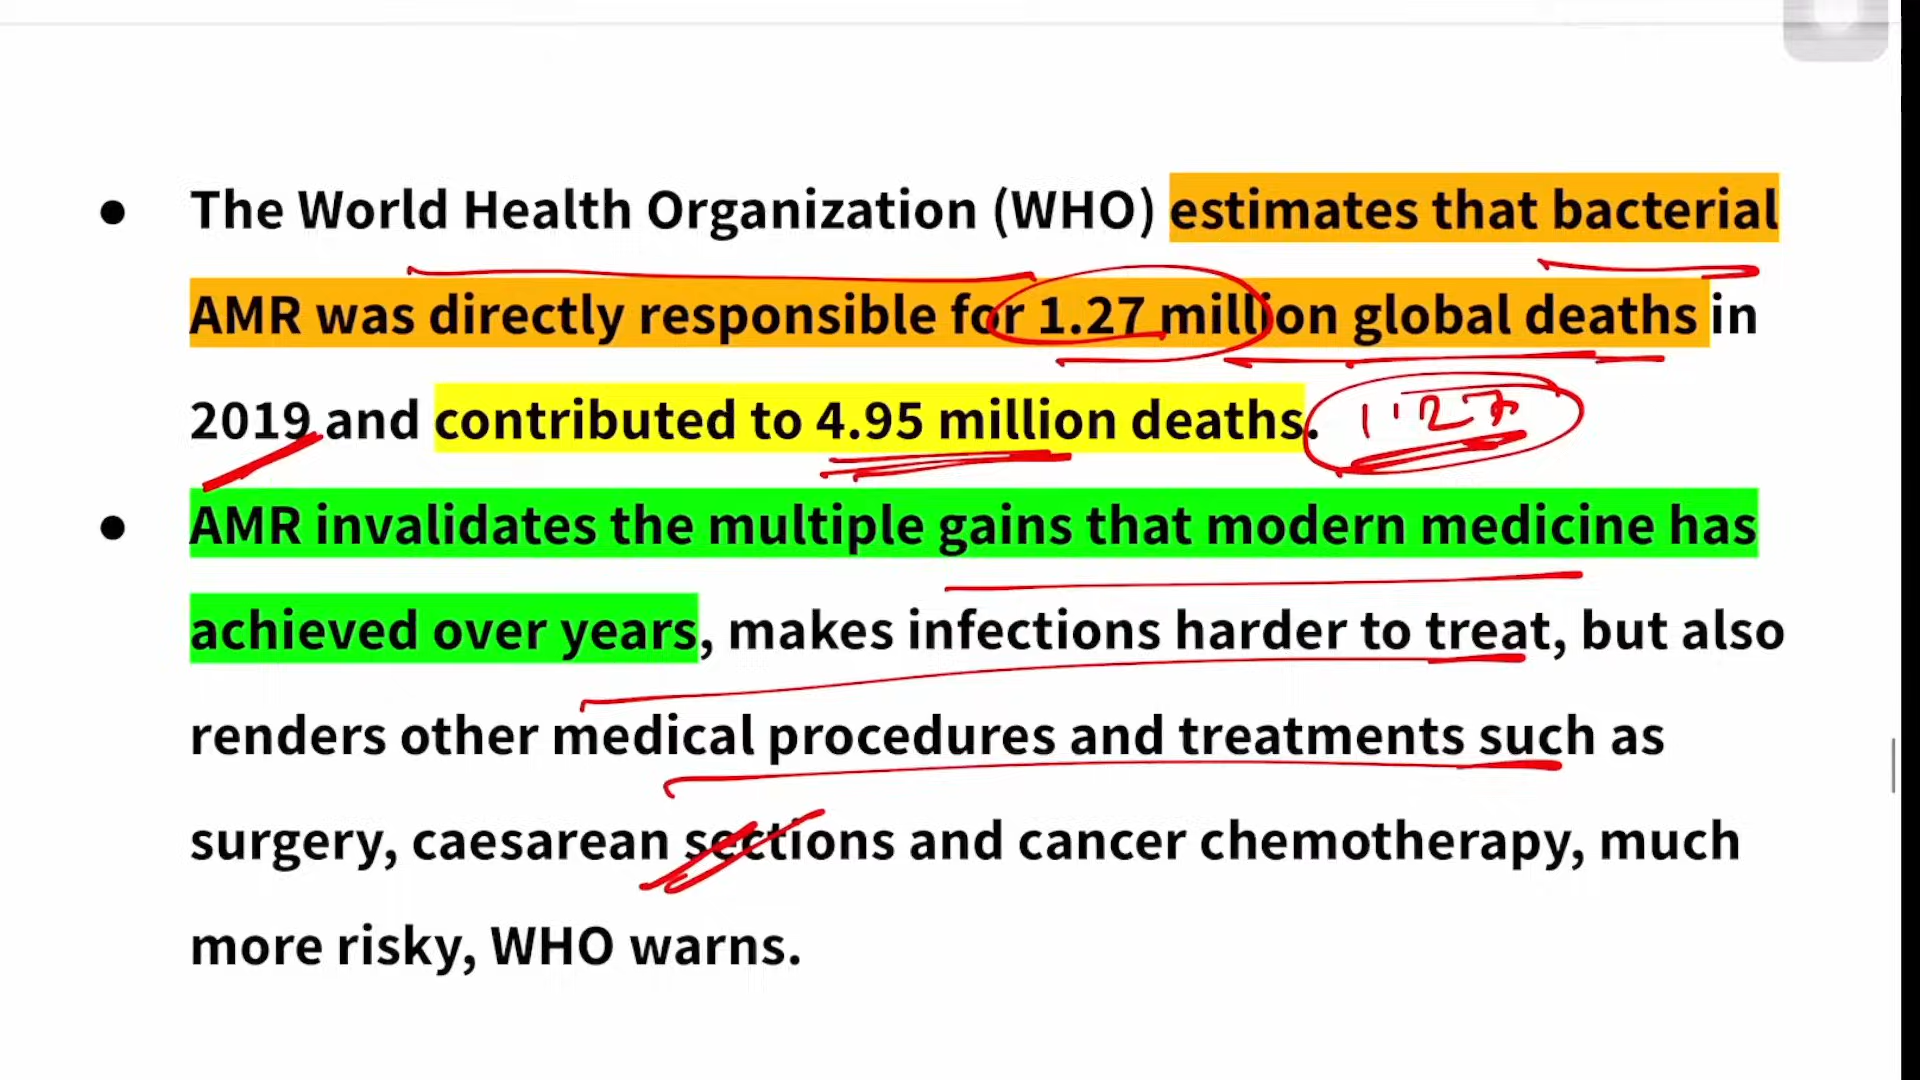 ● The World Health Organization (WHO) estimates that bacterial
AMR was directly responsible for 1.27 million global deaths in
2019 and contributed to 4.95 million deaths. 1.27
● AMR invalidates the multiple gains that modern medicine has
achieved over years, makes infections harder to treat, but also
renders other medical procedures and treatments such as
surgery, caesarean sections and cancer chemotherapy, much
more risky, WHO warns.